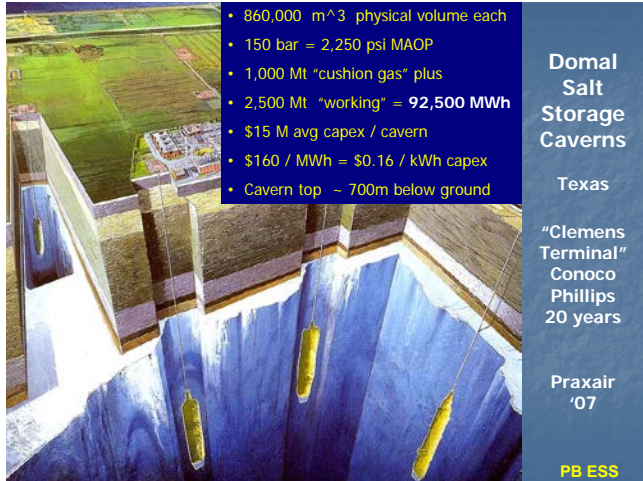 • 860,000 m^3 physical volume each
• 150 bar = 2,250 psi MAOP
• 1,000 Mt “cushion gas” plus
• 2,500 Mt “working” = 92,500 MWh
• $15 M avg capex / cavern
• $160 / MWh = $0.16 / kWh capex
• Cavern top ~ 700m below ground
Domal
Salt
Storage
Caverns
Texas
“Clemens
Terminal”
Conoco
Phillips
20 years
Praxair
‘07
PB ESS